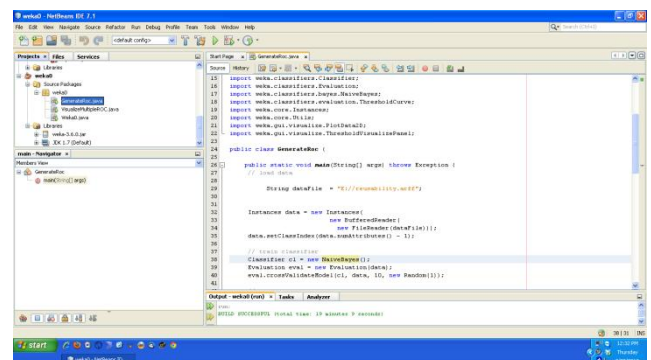 weka0 - NetBeans IDE 7.1
File Edit View Navigate Source Refactor Run Debug Profile Team Tools Window Help
<default config>
Projects Files Services
Start Page GenerateRoc.java
Libraries
weka0
Source Packages
weka0
GenerateRoc.java
VisualizeMultipleROC.java
Weka0.java
Libraries
weka-3.6.0.jar
JDK 1.7 (Default)
main - Navigator
Members View
GenerateRoc
main(String[] args)
Source History
15 import weka.classifiers.Classifier;
16 import weka.classifiers.Evaluation;
17 import weka.classifiers.bayes.NaiveBayes;
18 import weka.classifiers.evaluation.ThresholdCurve;
19 import weka.core.Instances;
20 import weka.core.Utils;
21 import weka.gui.visualize.PlotData2D;
22 import weka.gui.visualize.ThresholdVisualizePanel;
23
24 public class GenerateRoc {
25
26 public static void main(String[] args) throws Exception {
27 // load data
28
29 String dataFile = "E://reusability.arff";
30
31
32 Instances data = new Instances(
33 new BufferedReader(
34 new FileReader(dataFile)));
35 data.setClassIndex(data.numAttributes() - 1);
36
37 // train classifier
38 Classifier cl = new NaiveBayes();
39 Evaluation eval = new Evaluation(data);
40 eval.crossValidateModel(cl, data, 10, new Random(1));
41
Output - weka0 (run) Tasks Analyzer
run:
BUILD SUCCESSFUL (total time: 19 minutes 9 seconds)
38|31 INS
start
12:32 PM
Thursday
weka0 - NetBeans ID...